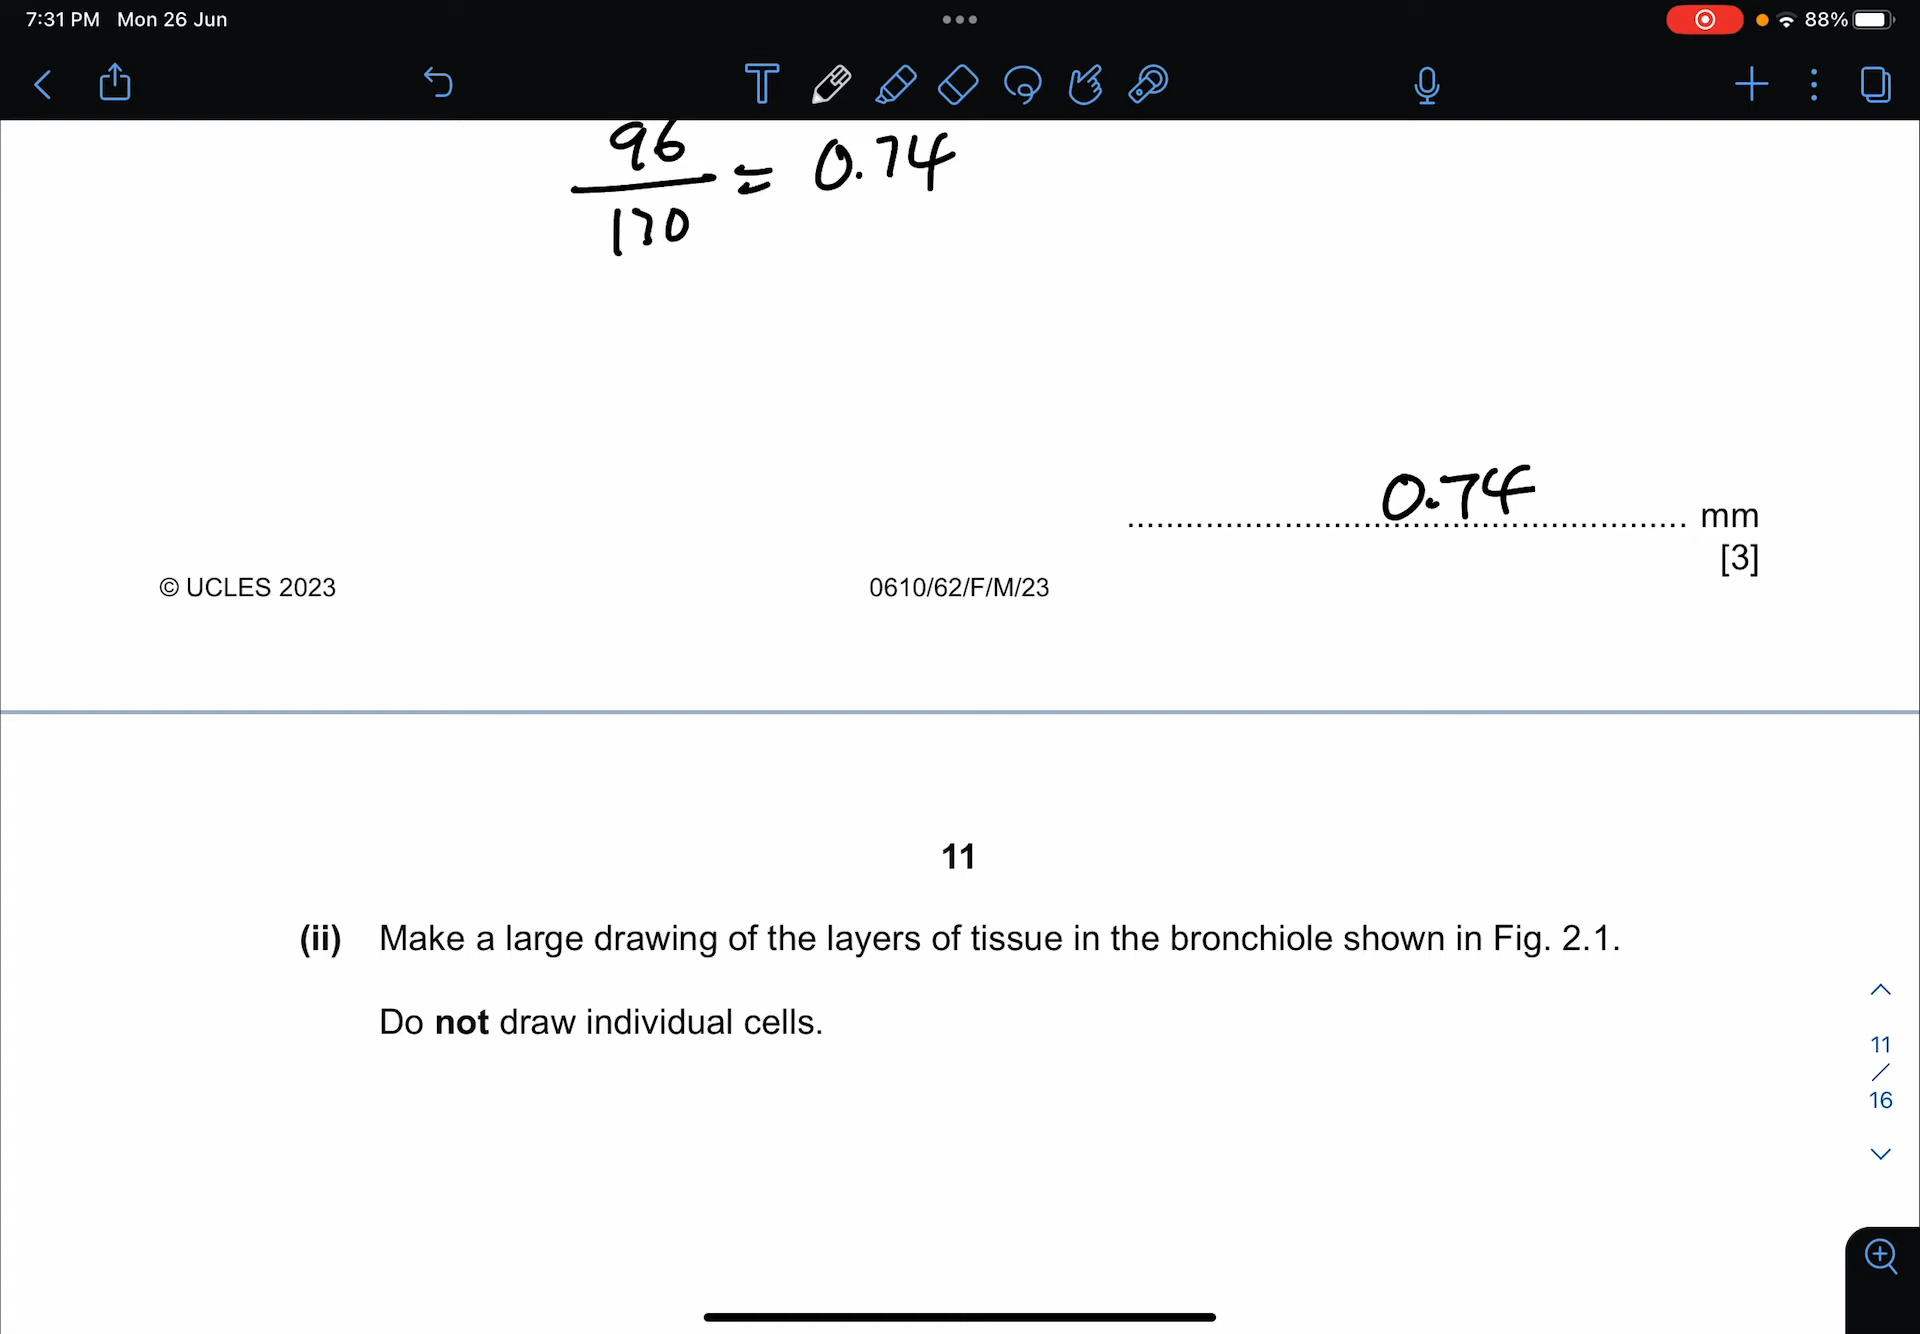 7:31 PM Mon 26 Jun
88%
96
130
= 0.74
0.74
mm
[3]
© UCLES 2023
0610/62/F/M/23
11
(ii) Make a large drawing of the layers of tissue in the bronchiole shown in Fig. 2.1.
Do not draw individual cells.
11
/
16